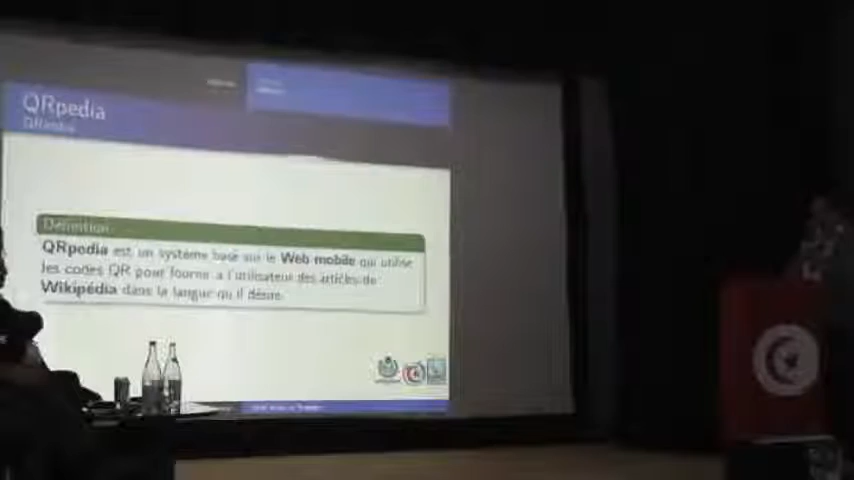 QRpedia
QRpedia
Définition
QRpedia est un système basé sur le Web mobile qui utilise
les codes QR pour fournir à l'utilisateur des articles de
Wikipédia dans la langue qu'il désire.